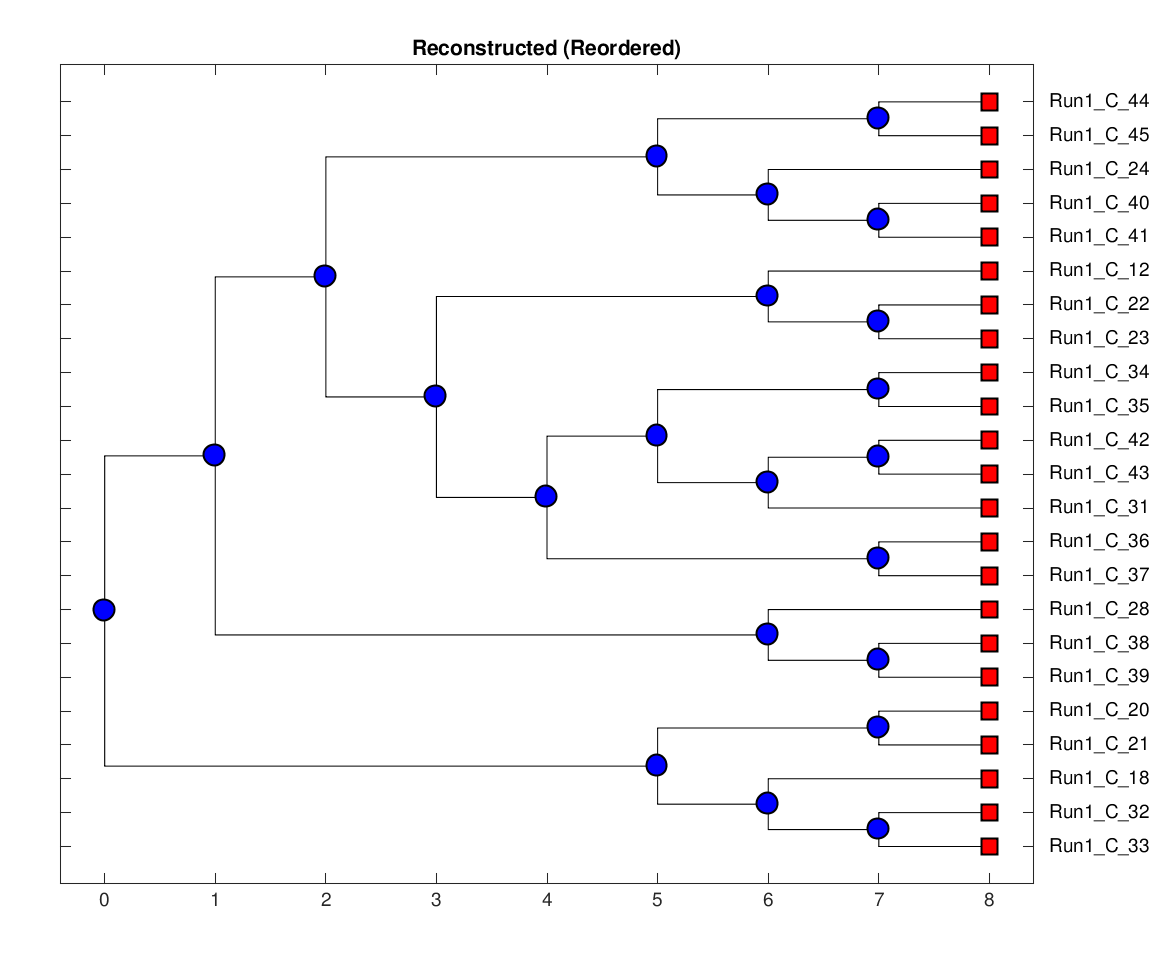 Reconstructed (Reordered)
Run1_C_44
Run1_C_45
Run1_C_24
Run1_C_40
Run1_C_41
Run1_C_12
Run1_C_22
Run1_C_23
Run1_C_34
Run1_C_35
Run1_C_42
Run1_C_43
Run1_C_31
Run1_C_36
Run1_C_37
Run1_C_28
Run1_C_38
Run1_C_39
Run1_C_20
Run1_C_21
Run1_C_18
Run1_C_32
Run1_C_33
0 1 2 3 4 5 6 7 8